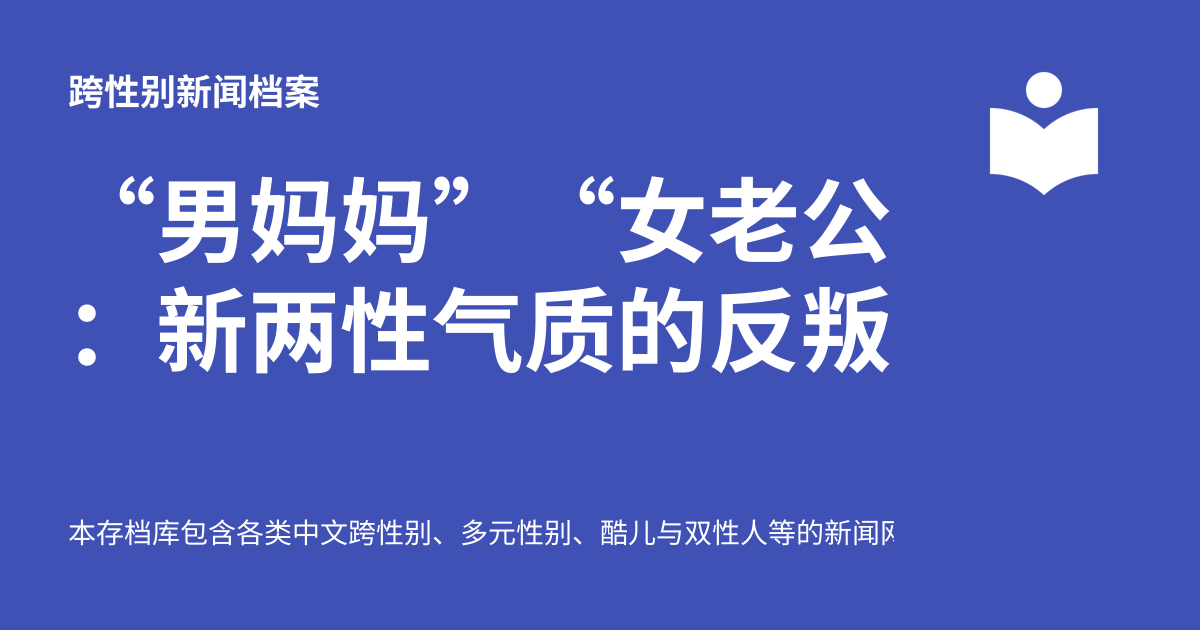 跨性别新闻档案
“男妈妈” “女老公
：新两性气质的反叛
本存档库包含各类中文跨性别、多元性别、酷儿与双性人等的新闻